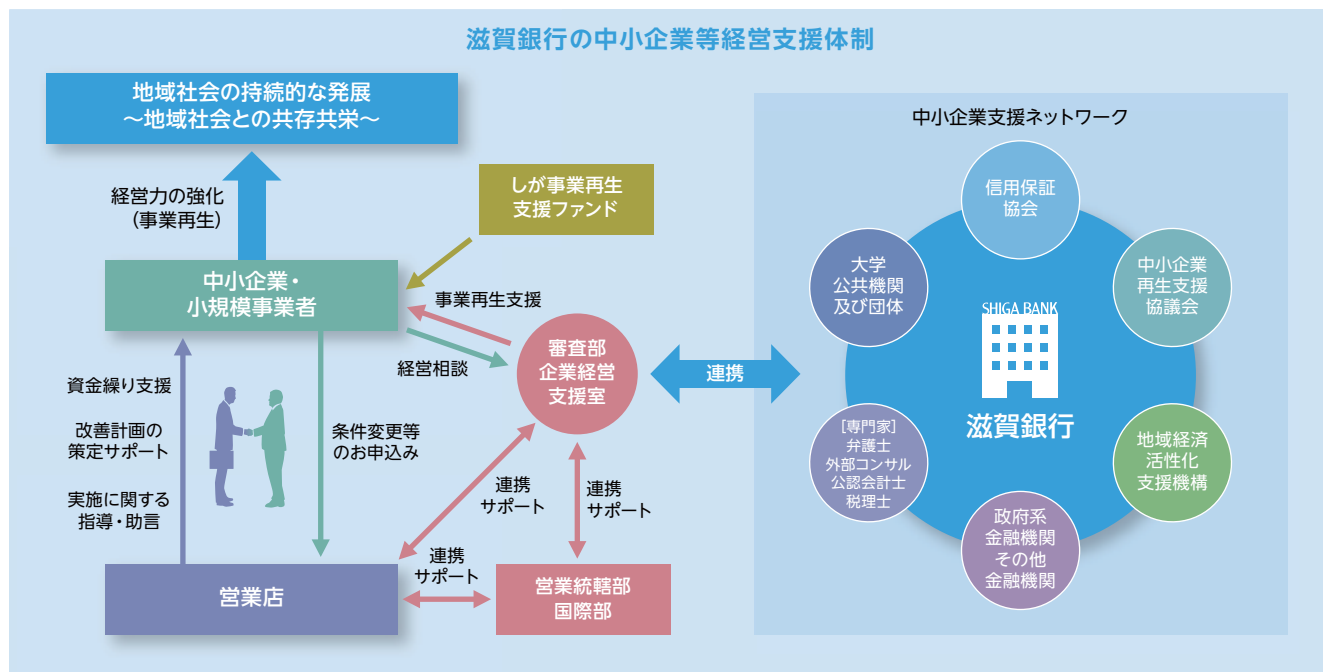 滋賀銀行の中小企業等経営支援体制
地域社会の持続的な発展
～地域社会との共存共栄～
経営力の強化
(事業再生)
しが事業再生
支援ファンド
中小企業・
小規模事業者
事業再生支援
経営相談
審査部
企業経営
支援室
資金繰り支援
改善計画の
策定サポート
実施に関する
指導・助言
条件変更等
のお申込み
連携
サポート
連携
サポート
連携
サポート
営業店
営業統轄部
国際部
連携
中小企業支援ネットワーク
信用保証
協会
大学
公共機関
及び団体
中小企業
再生支援
協議会
SHIGA BANK
滋賀銀行
［専門家］
弁護士
外部コンサル
公認会計士
税理士
地域経済
活性化
支援機構
政府系
金融機関
その他
金融機関